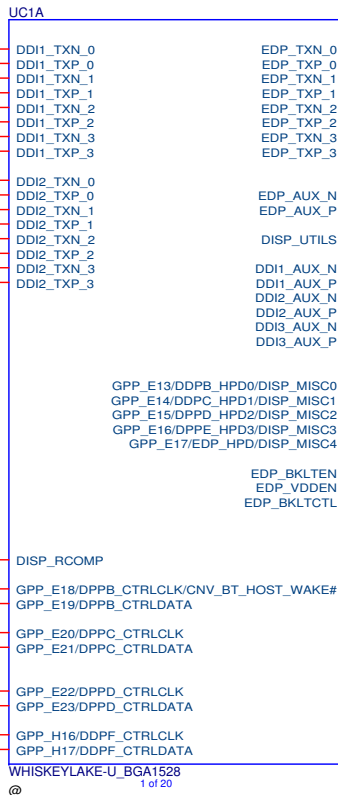 UC1A
DDI1_TXN_0 EDP_TXN_0
DDI1_TXP_0 EDP_TXP_0
DDI1_TXN_1 EDP_TXN_1
DDI1_TXP_1 EDP_TXP_1
DDI1_TXN_2 EDP_TXN_2
DDI1_TXP_2 EDP_TXP_2
DDI1_TXN_3 EDP_TXN_3
DDI1_TXP_3 EDP_TXP_3
DDI2_TXN_0
DDI2_TXP_0 EDP_AUX_N
DDI2_TXN_1 EDP_AUX_P
DDI2_TXP_1
DDI2_TXN_2 DISP_UTILS
DDI2_TXP_2
DDI2_TXN_3 DDI1_AUX_N
DDI2_TXP_3 DDI1_AUX_P
DDI2_AUX_N
DDI2_AUX_P
DDI3_AUX_N
DDI3_AUX_P
GPP_E13/DDPB_HPD0/DISP_MISC0
GPP_E14/DDPC_HPD1/DISP_MISC1
GPP_E15/DPPD_HPD2/DISP_MISC2
GPP_E16/DPPE_HPD3/DISP_MISC3
GPP_E17/EDP_HPD/DISP_MISC4
EDP_BKLTEN
EDP_VDDEN
EDP_BKLTCTL
DISP_RCOMP
GPP_E18/DPPB_CTRLCLK/CNV_BT_HOST_WAKE#
GPP_E19/DPPB_CTRLDATA
GPP_E20/DPPC_CTRLCLK
GPP_E21/DPPC_CTRLDATA
GPP_E22/DPPD_CTRLCLK
GPP_E23/DPPD_CTRLDATA
GPP_H16/DDPF_CTRLCLK
GPP_H17/DDPF_CTRLDATA
WHISKEYLAKE-U_BGA1528
1 of 20
@